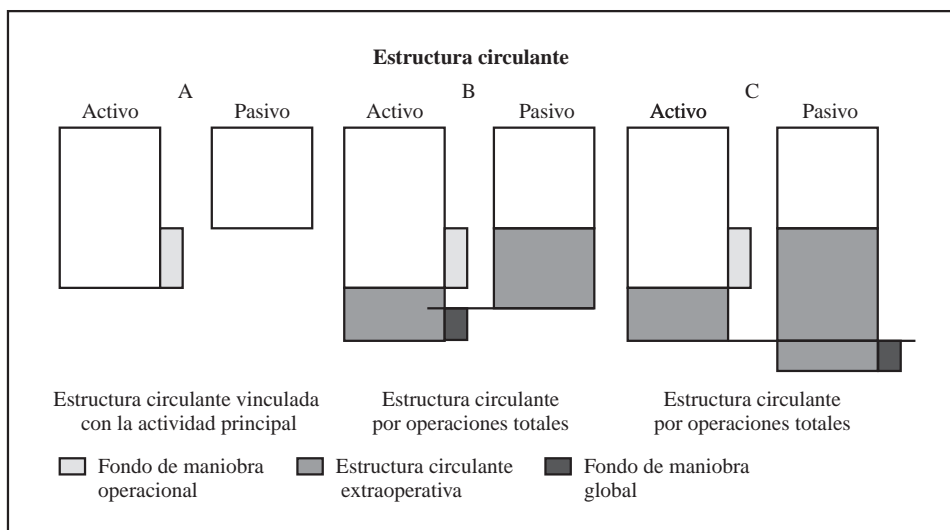 Estructura circulante
A
Activo
Pasivo
B
Activo
Pasivo
C
Activo
Pasivo
Estructura circulante vinculada
con la actividad principal
Estructura circulante
por operaciones totales
Estructura circulante
por operaciones totales
Fondo de maniobra
operacional
Estructura circulante
extraoperativa
Fondo de maniobra
global